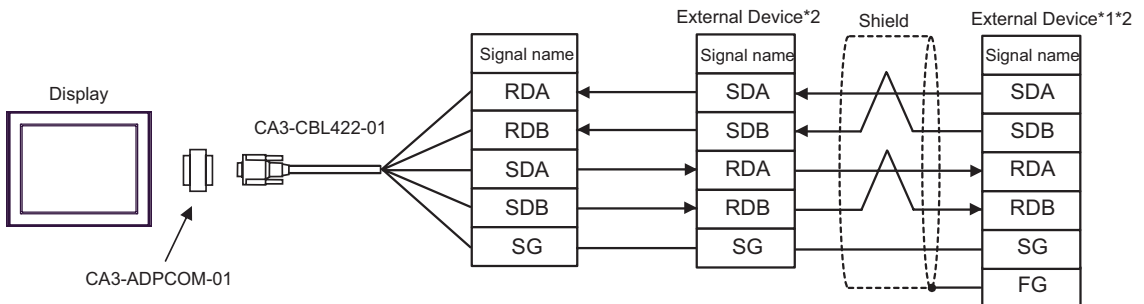 External Device*2
Shield
External Device*1*2
Signal name
Signal name
Signal name
Display
RDA
SDA
SDA
CA3-CBL422-01
RDB
SDB
SDB
SDA
RDA
RDA
SDB
RDB
RDB
SG
SG
SG
CA3-ADPCOM-01
FG